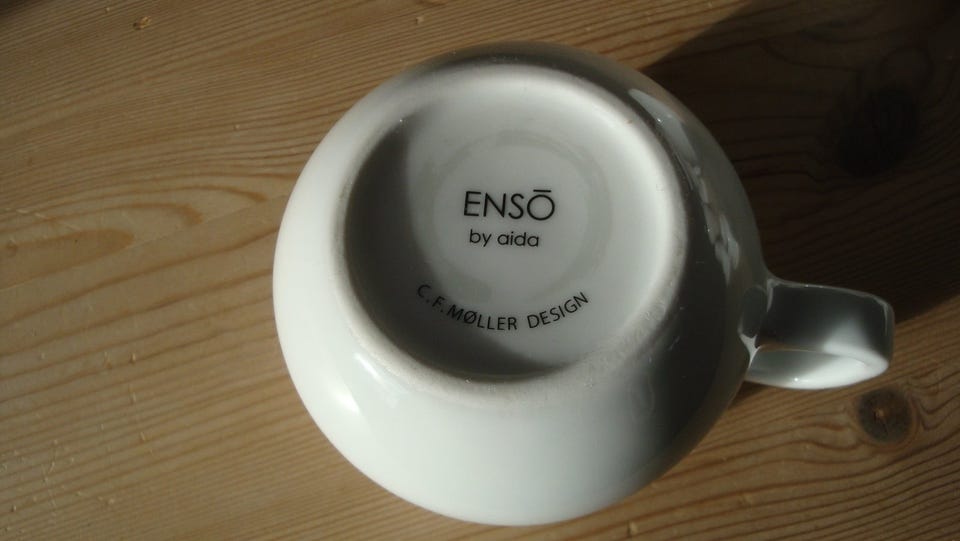 ENSŌ
by aida
C.F.MØLLER DESIGN